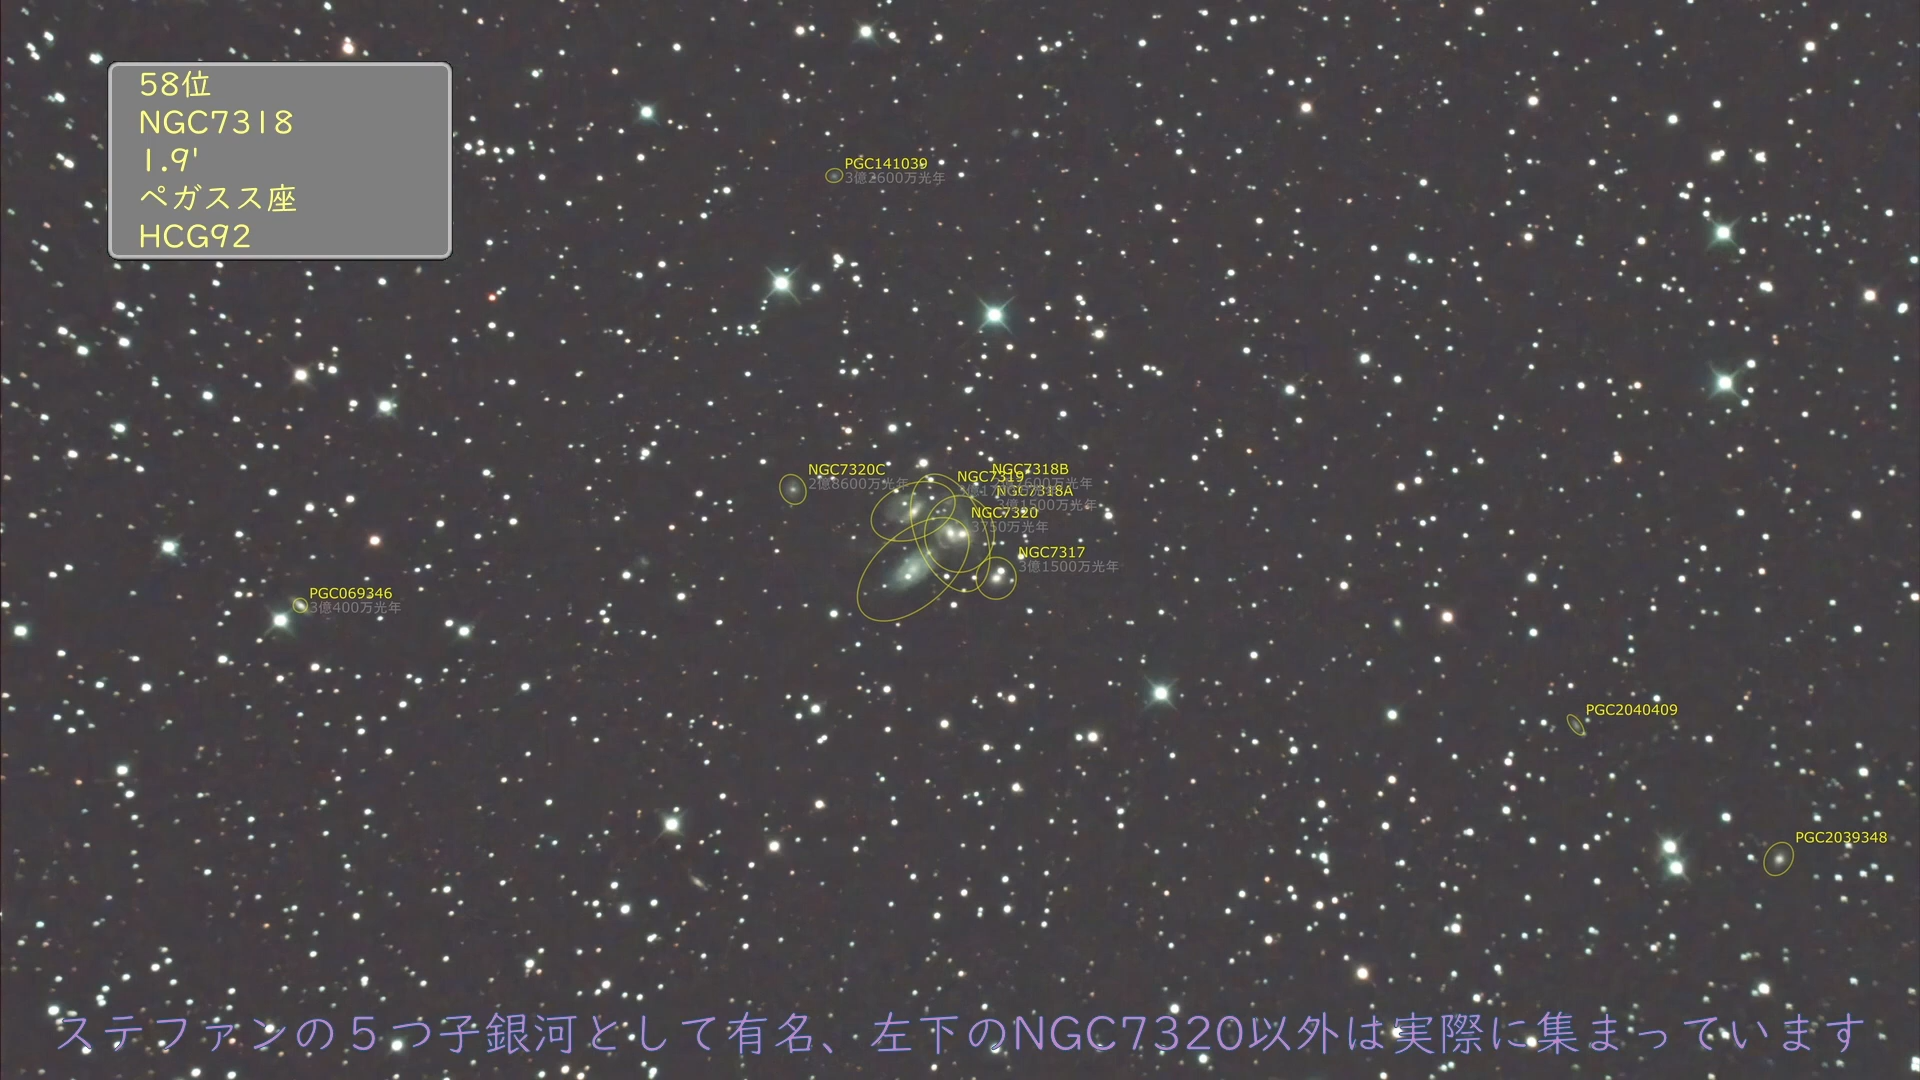 58位
NGC7318
1.9'
ペガスス座
HCG92
PGC141039
3億2600万光年
NGC7320C
2億8600万光年
NGC7318B
NGC7319
NGC7318A
3億1500万光年
NGC7320
3750万光年
NGC7317
3億1500万光年
PGC069346
3億400万光年
PGC2040409
PGC2039348
ステファンの5つ子銀河として有名、左下のNGC7320以外は実際に集まっています